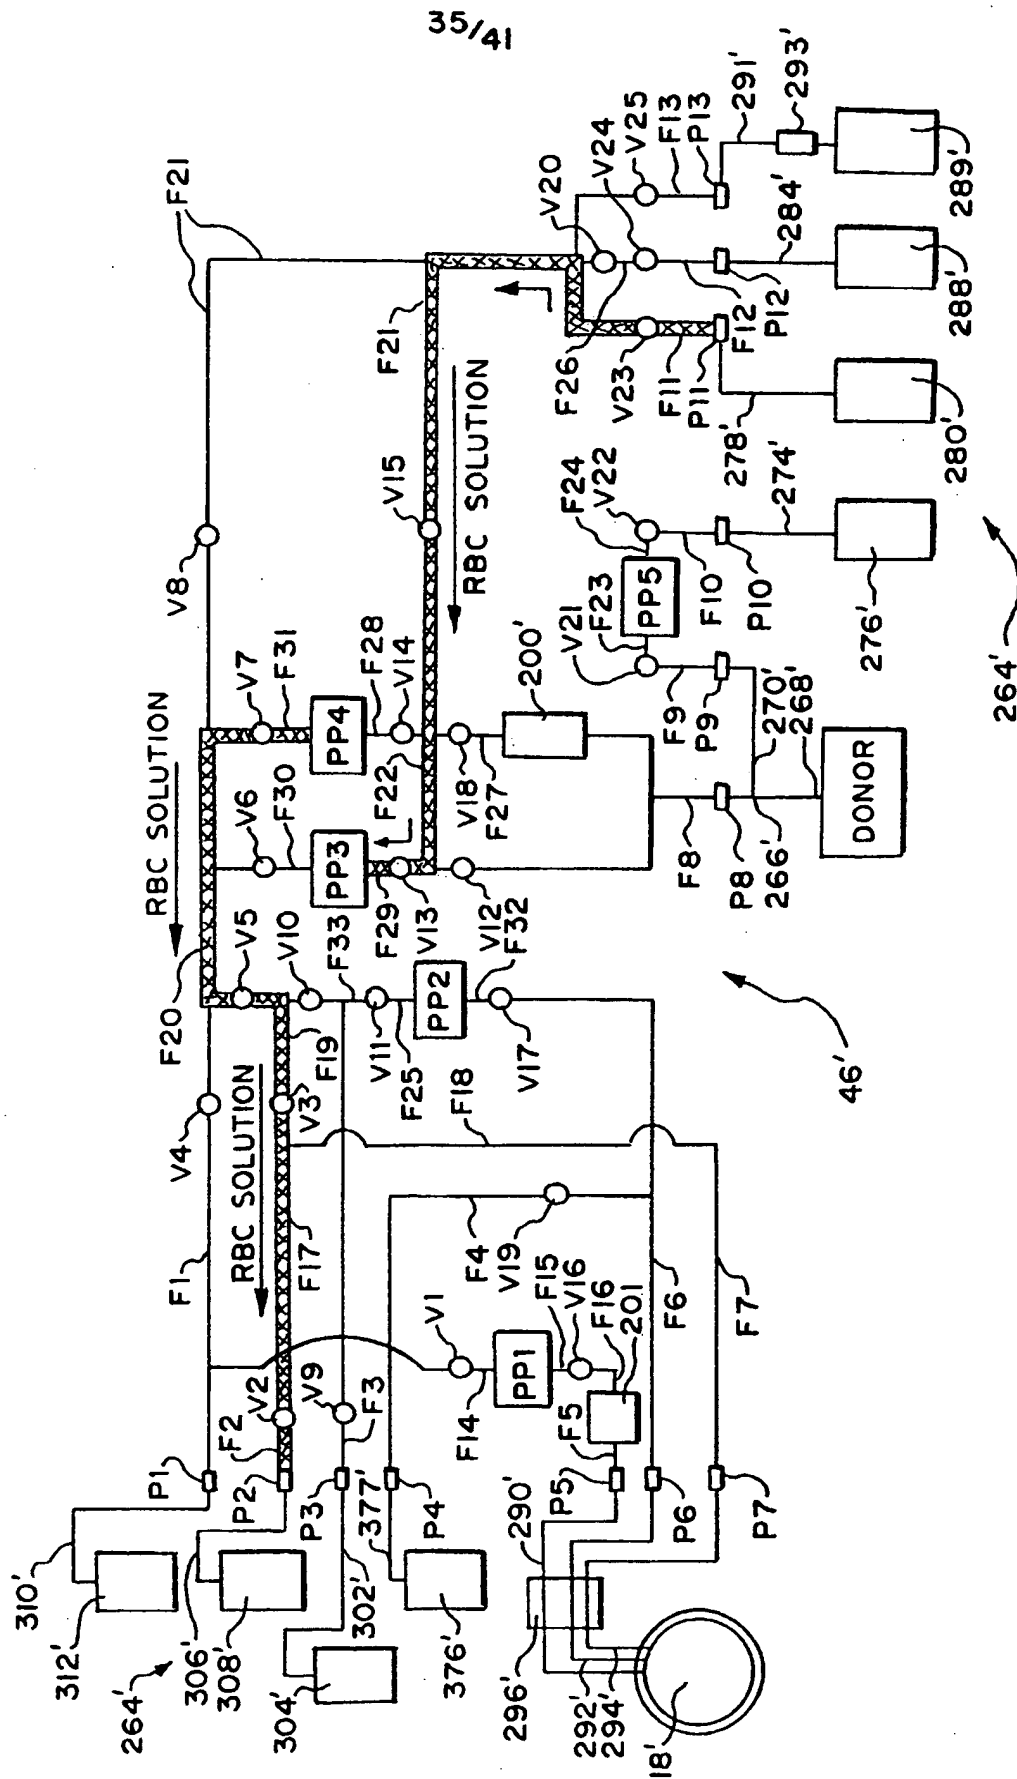 35/41
F21
V8
RBC SOLUTION
V7
F31
V6
F30
PP4
PP3
F28
V14
F22
F29
V13
V15
RBC SOLUTION
F21
V20
V24
V25
F13
P13
291'
293'
F26
V23
F11
P11
F12
P12
284'
278'
289'
288'
280'
F24
V22
PP5
F23
V21
F10
P10
274'
276'
F9
P9
270'
268'
266'
264'
V18
F27
200'
V12
F32
F8
P8
DONOR
F20
V5
V10
F33
V11
F25
PP2
V17
F19
V3
F18
46'
V4
F1
RBC SOLUTION
F17
F4
V19
V1
F14
PP1
F15
V16
F16
201
F5
F6
F7
V2
F2
V9
F3
P1
P2
P3
P4
P5
P6
P7
310'
312'
264'
306'
308'
304'
302'
377'
376'
290'
296'
292'
294'
18'